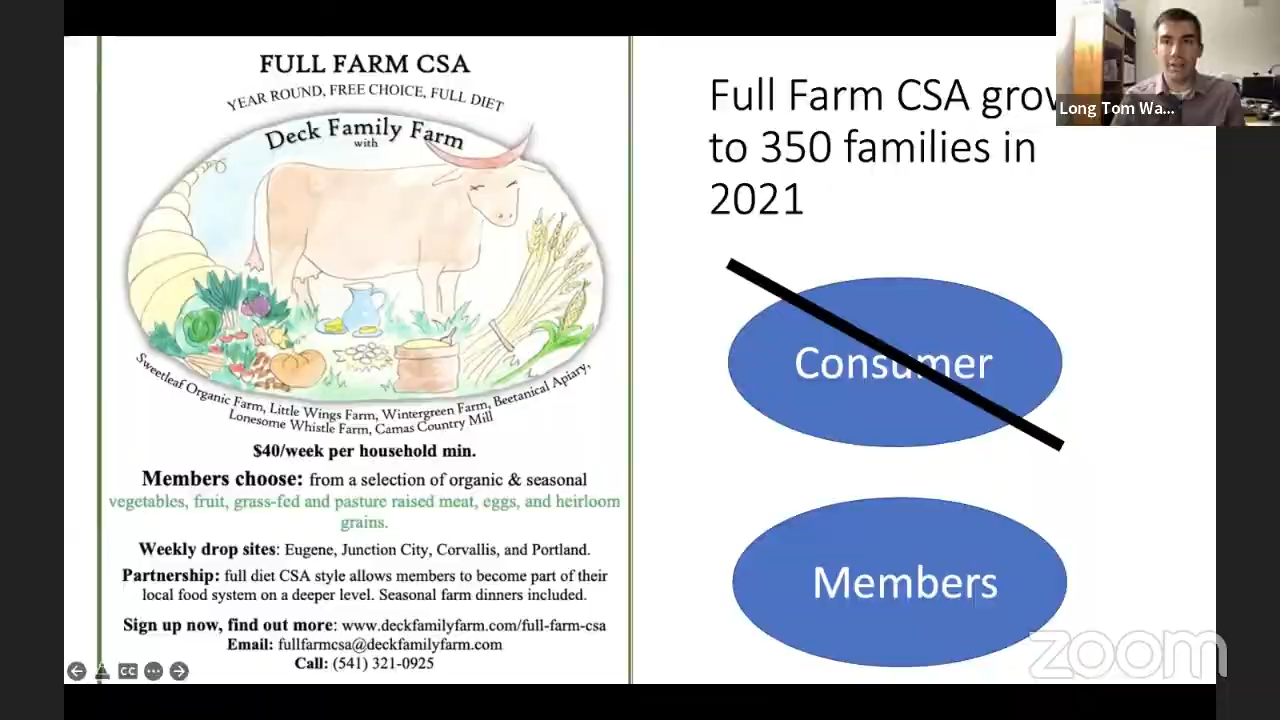 FULL FARM CSA
YEAR ROUND, FREE CHOICE, FULL DIET
Deck Family Farm
with
Sweetleaf Organic Farm, Little Wings Farm, Wintergreen Farm, Beetanical Apiary,
Lonesome Whistle Farm, Camas Country Mill
$40/week per household min.
Members choose: from a selection of organic & seasonal
vegetables, fruit, grass-fed and pasture raised meat, eggs, and heirloom
grains.
Weekly drop sites: Eugene, Junction City, Corvallis, and Portland.
Partnership: full diet CSA style allows members to become part of their
local food system on a deeper level. Seasonal farm dinners included.
Sign up now, find out more: www.deckfamilyfarm.com/full-farm-csa
Email: fullfarmcsa@deckfamilyfarm.com
Call: (541) 321-0925
CC
Full Farm CSA
to 350 families in
2021
Consumer
Members
Long Tom Wa...
zoom